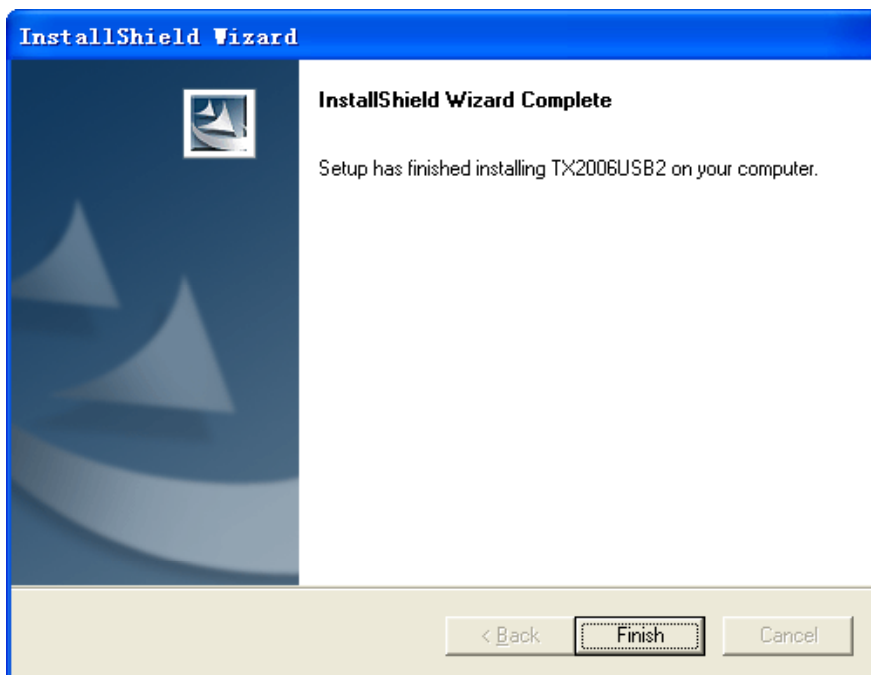 InstallShield Wizard
InstallShield Wizard Complete
Setup has finished installing TX2006USB2 on your computer.
< Back Finish Cancel